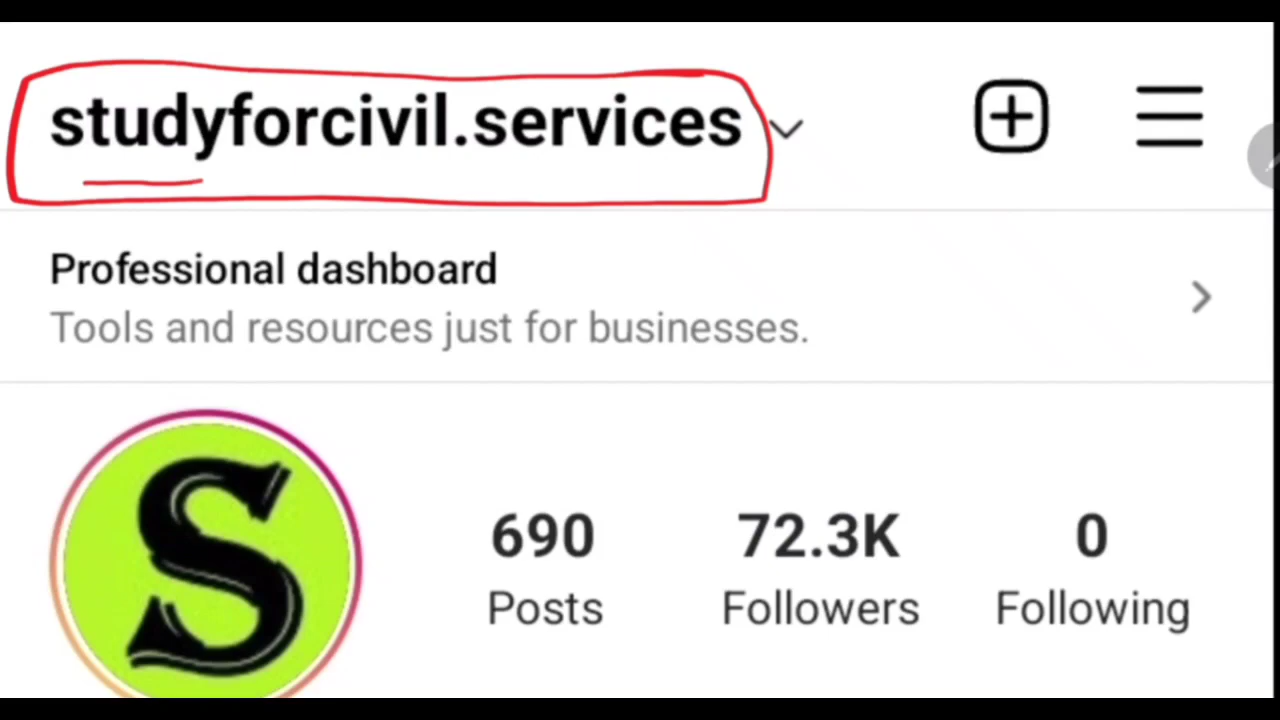 studyforcivil.services
Professional dashboard
Tools and resources just for businesses.
S
690 72.3K 0
Posts Followers Following